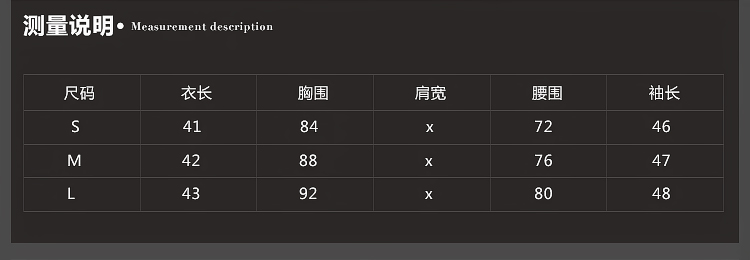 测量说明• Measurement description
尺码 衣长 胸围 肩宽 腰围 袖长
S 41 84 x 72 46
M 42 88 x 76 47
L 43 92 x 80 48